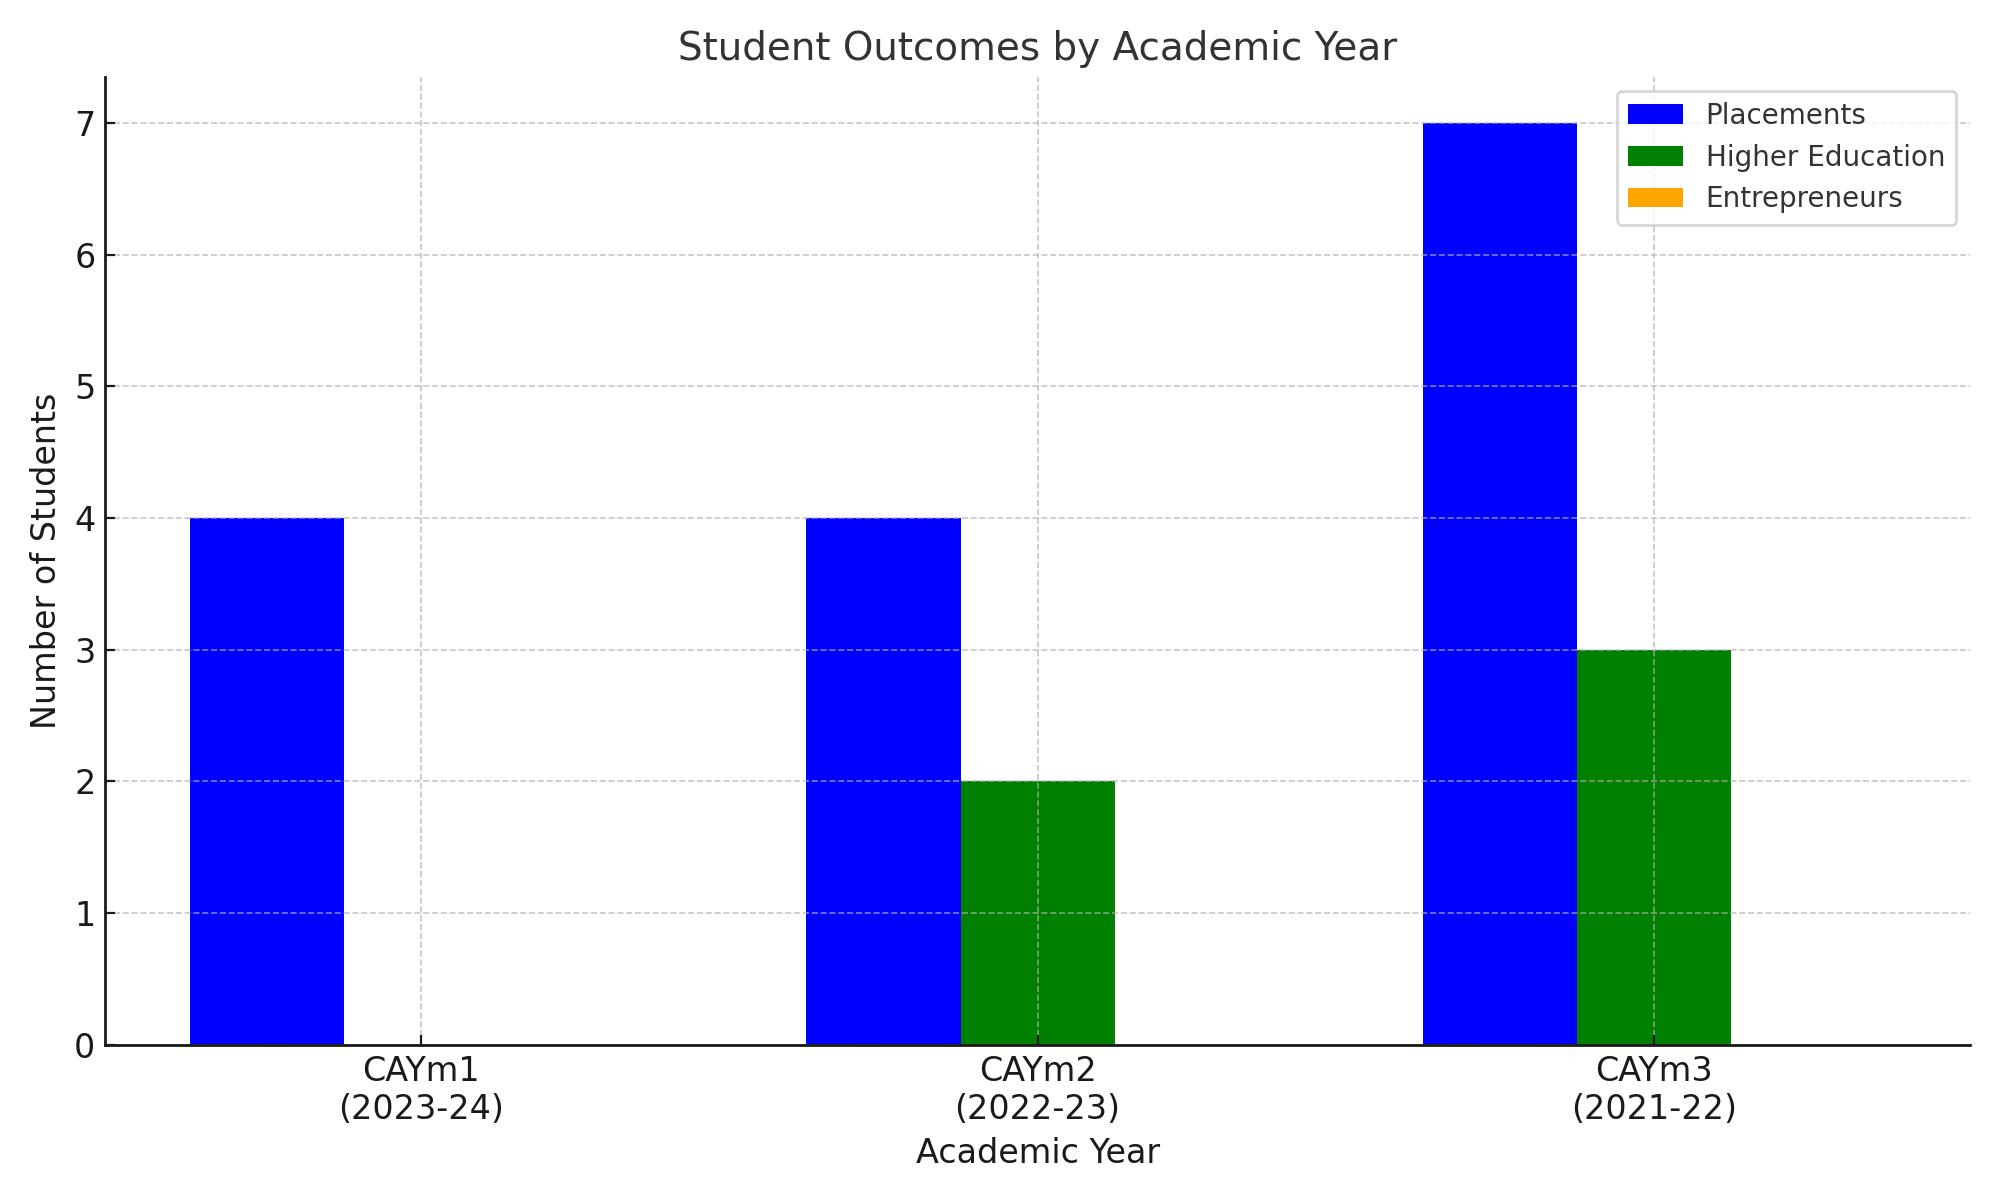 Student Outcomes by Academic Year
Placements
Higher Education
Entrepreneurs
Number of Students
7
6
5
4
3
2
1
0
CAYm1
(2023-24)
CAYm2
(2022-23)
CAYm3
(2021-22)
Academic Year